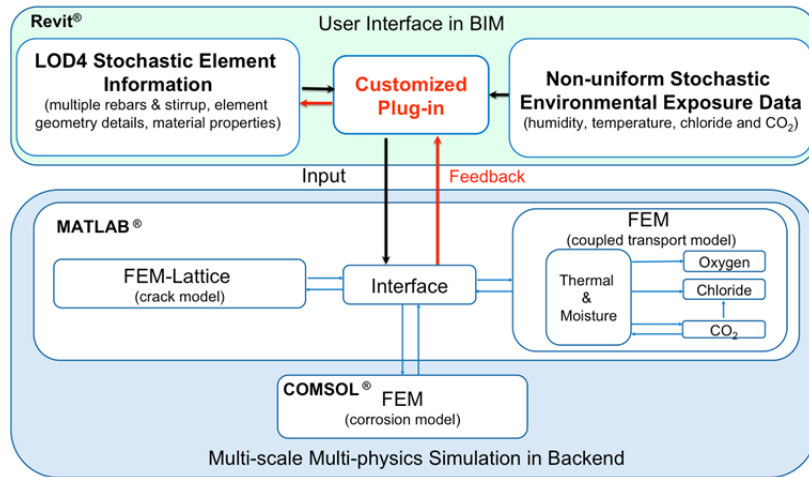 Revit®
User Interface in BIM
LOD4 Stochastic Element
Information
(multiple rebars & stirrup, element
geometry details, material properties)
Customized
Plug-in
Non-uniform Stochastic
Environmental Exposure Data
(humidity, temperature, chloride and CO₂)
Input
Feedback
MATLAB ®
FEM-Lattice
(crack model)
Interface
FEM
(coupled transport model)
Thermal
&
Moisture
Oxygen
Chloride
CO₂
COMSOL ®
FEM
(corrosion model)
Multi-scale Multi-physics Simulation in Backend